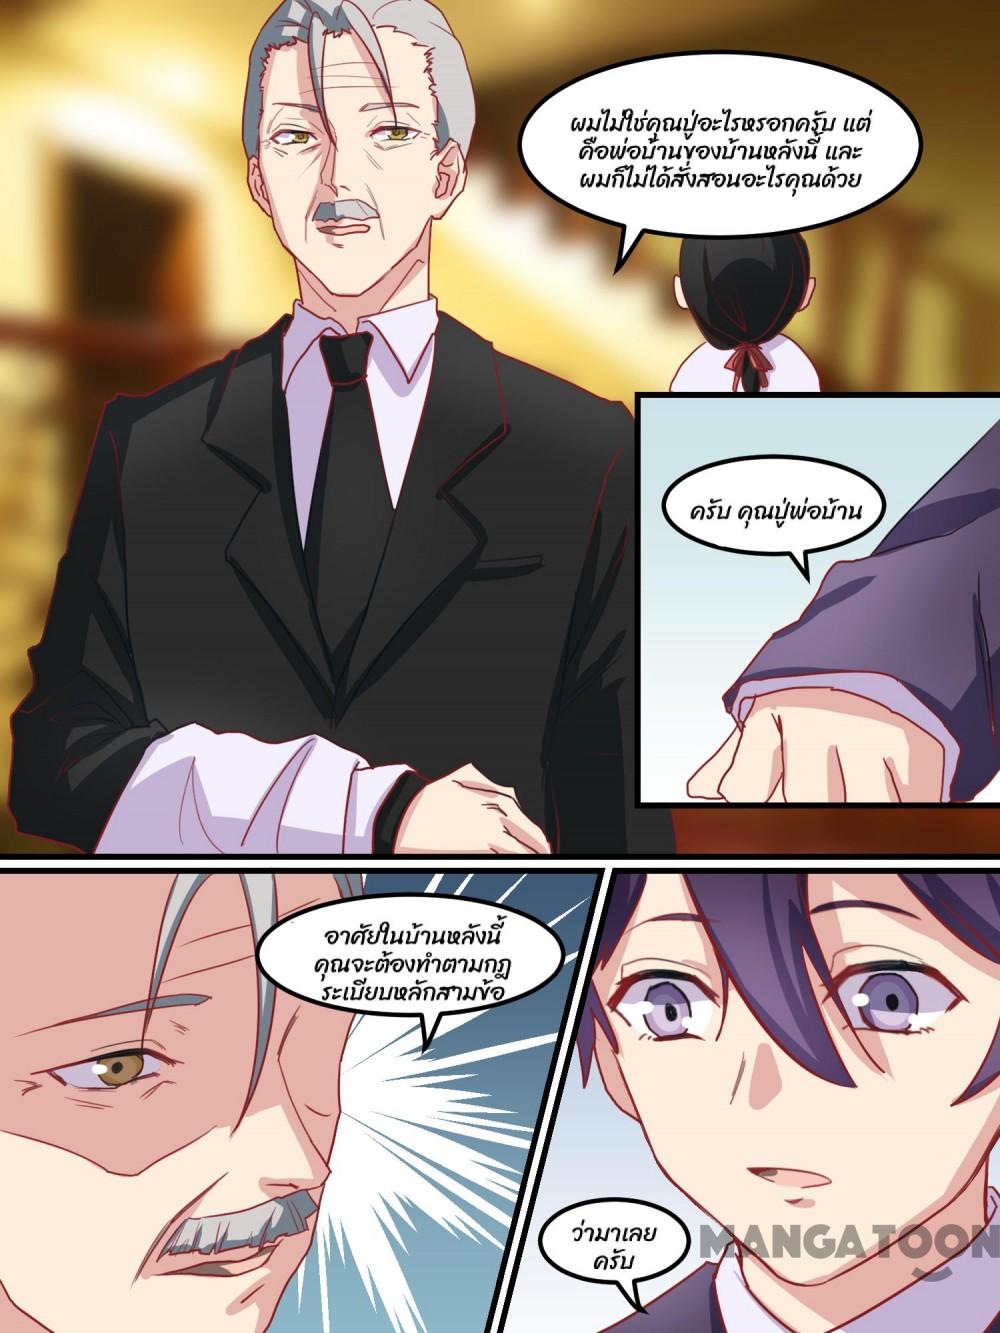 ผมไม่ใช่คุณปู่อะไรหรอกครับ แต่
คือพ่อบ้านของบ้านหลังนี้ และ
ผมก็ไม่ได้สั่งสอนอะไรคุณด้วย
ครับ คุณปู่พ่อบ้าน
อาศัยในบ้านหลังนี้
คุณจะต้องทำตามกฎ
ระเบียบหลักสามข้อ
ว่ามาเลย
ครับ
MANGATOON